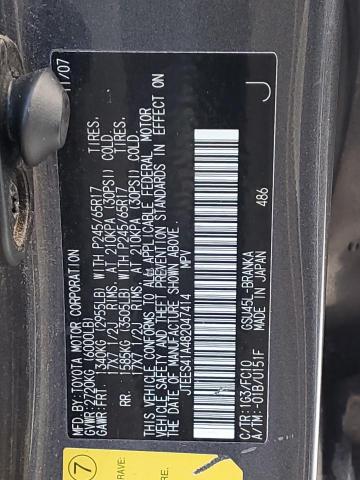 MFD.BY:TOYOTA MOTOR CORPORATION 11/07
GVWR:2720KG (6000LB)
GAWR:FRT. 1340KG (2955LB) WITH P245/65R17 TIRES.
17X7 1/2J RIMS. AT 210KPA (30PSI) COLD.
RR. 1585KG (3505LB) WITH P245/65R17 TIRES.
17X7 1/2J RIMS. AT 210KPA (30PSI) COLD.
THIS VEHICLE CONFORMS TO ALL APPLICABLE FEDERAL MOTOR
VEHICLE SAFETY AND THEFT PREVENTION STANDARDS IN
EFFECT ON THE DATE OF MANUFACTURE SHOWN ABOVE.
JTEES41A482047414 MPV
486 J
C/TR:1G3/FC10 GSU45L-BRANKA
A/TM:-01B/U151F MADE IN JAPAN
7
BRAVE: